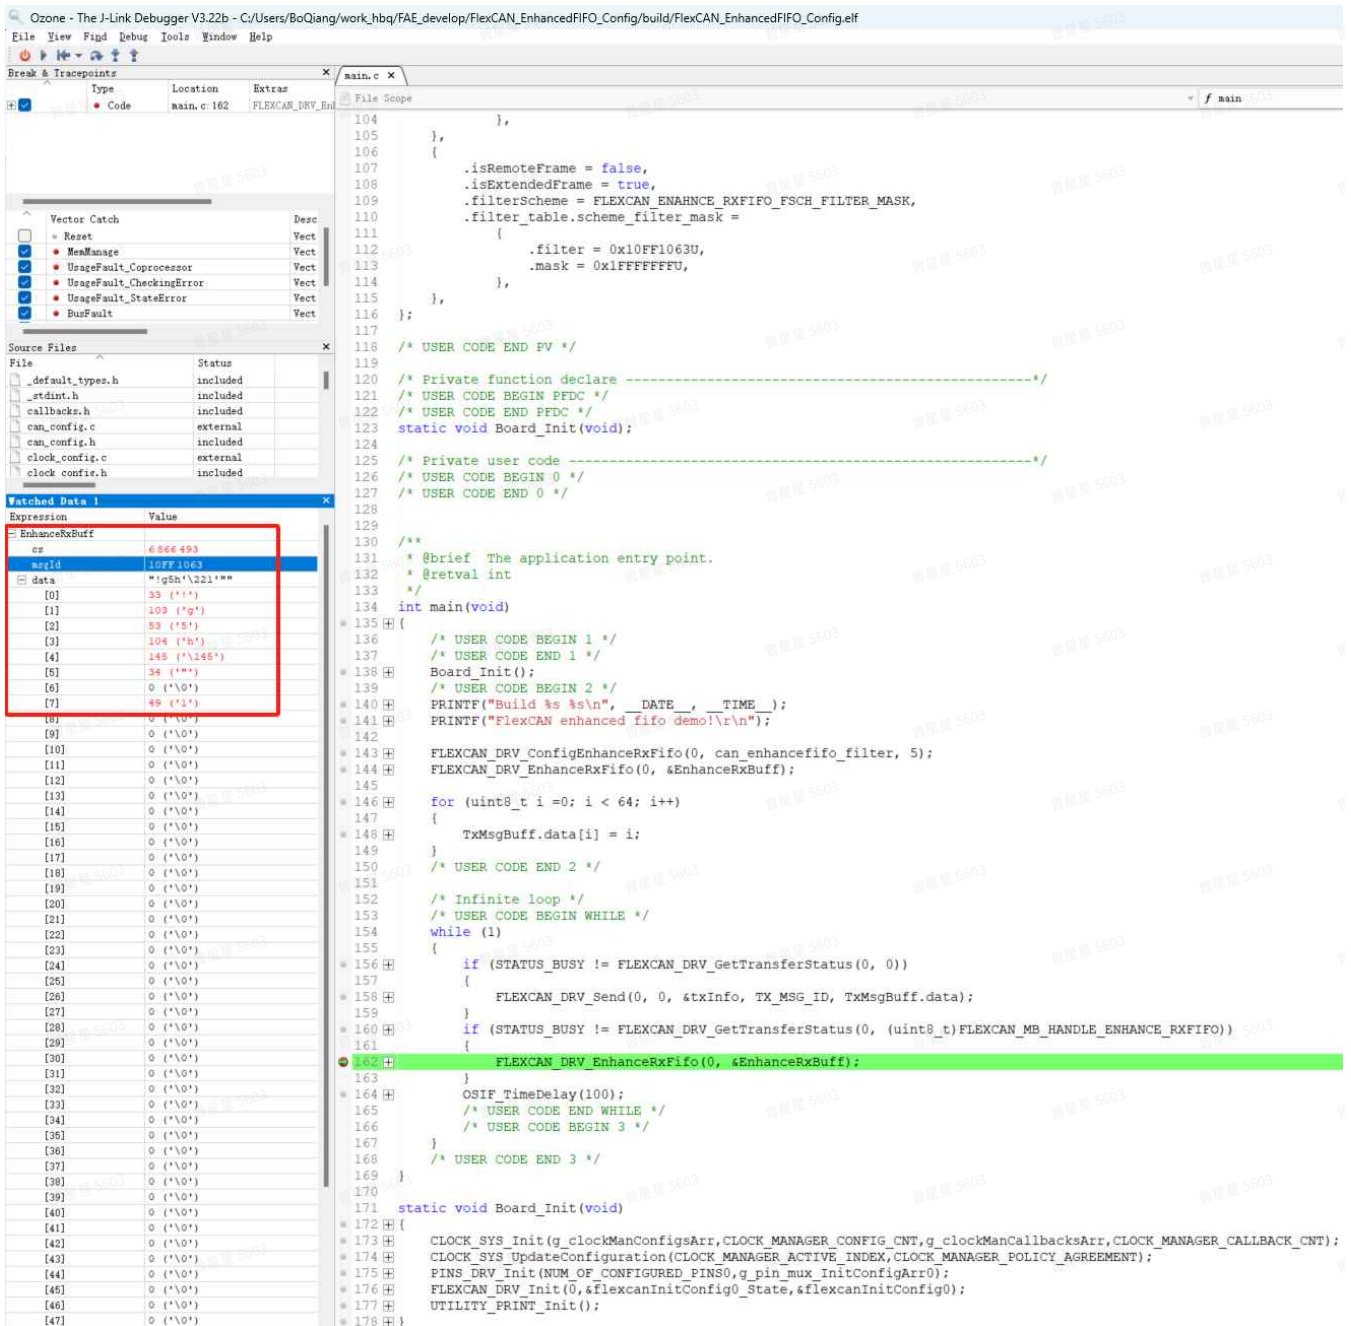 Ozone - The J-Link Debugger V3.22b - C:/Users/BoQiang/work_hbq/FAE_develop/FlexCAN_EnhancedFIFO_Config/build/FlexCAN_EnhancedFIFO_Config.elf
File View Find Debug Tools Window Help
Break & Tracepoints
Type Location Extras
Code main.c:162 FLEXCAN_DRV_En
Vector Catch Desc
Reset Vect
MemManage Vect
UsageFault_Coprocessor Vect
UsageFault_CheckingError Vect
UsageFault_StateError Vect
BusFault Vect
Source Files
File Status
_default_types.h included
_stdint.h included
callbacks.h included
can_config.c external
can_config.h included
clock_config.c external
clock_config.h included
Watched Data 1
Expression Value
EnhanceRxBuff
cs 6 866 493
msgId 10FF 1063
data "!g5h'\221'""
[0] 33 ('!')
[1] 103 ('g')
[2] 53 ('5')
[3] 104 ('h')
[4] 145 ('\145')
[5] 34 ('"')
[6] 0 ('\0')
[7] 49 ('1')
[8] 0 ('\0')
[9] 0 ('\0')
[10] 0 ('\0')
[11] 0 ('\0')
[12] 0 ('\0')
[13] 0 ('\0')
[14] 0 ('\0')
[15] 0 ('\0')
[16] 0 ('\0')
[17] 0 ('\0')
[18] 0 ('\0')
[19] 0 ('\0')
[20] 0 ('\0')
[21] 0 ('\0')
[22] 0 ('\0')
[23] 0 ('\0')
[24] 0 ('\0')
[25] 0 ('\0')
[26] 0 ('\0')
[27] 0 ('\0')
[28] 0 ('\0')
[29] 0 ('\0')
[30] 0 ('\0')
[31] 0 ('\0')
[32] 0 ('\0')
[33] 0 ('\0')
[34] 0 ('\0')
[35] 0 ('\0')
[36] 0 ('\0')
[37] 0 ('\0')
[38] 0 ('\0')
[39] 0 ('\0')
[40] 0 ('\0')
[41] 0 ('\0')
[42] 0 ('\0')
[43] 0 ('\0')
[44] 0 ('\0')
[45] 0 ('\0')
[46] 0 ('\0')
[47] 0 ('\0')
main.c
File Scope
f main
104 },
105 },
106 {
107 .isRemoteFrame = false,
108 .isExtendedFrame = true,
109 .filterScheme = FLEXCAN_ENAHNCE_RXFIFO_FSCH_FILTER_MASK,
110 .filter_table.scheme_filter_mask =
111 {
112 .filter = 0x10FF1063U,
113 .mask = 0x1FFFFFFFU,
114 },
115 },
116 };
117
118 /* USER CODE END PV */
119
120 /* Private function declare --------------------------------------------------*/
121 /* USER CODE BEGIN PFDC */
122 /* USER CODE END PFDC */
123 static void Board_Init(void);
124
125 /* Private user code ---------------------------------------------------------*/
126 /* USER CODE BEGIN 0 */
127 /* USER CODE END 0 */
128
129
130 /**
131 * @brief The application entry point.
132 * @retval int
133 */
134 int main(void)
135 {
136 /* USER CODE BEGIN 1 */
137 /* USER CODE END 1 */
138 Board_Init();
139 /* USER CODE BEGIN 2 */
140 PRINTF("Build %s %s\n", __DATE__, __TIME__);
141 PRINTF("FlexCAN enhanced fifo demo!\r\n");
142
143 FLEXCAN_DRV_ConfigEnhanceRxFifo(0, can_enhancefifo_filter, 5);
144 FLEXCAN_DRV_EnhanceRxFifo(0, &EnhanceRxBuff);
145
146 for (uint8_t i =0; i < 64; i++)
147 {
148 TxMsgBuff.data[i] = i;
149 }
150 /* USER CODE END 2 */
151
152 /* Infinite loop */
153 /* USER CODE BEGIN WHILE */
154 while (1)
155 {
156 if (STATUS_BUSY != FLEXCAN_DRV_GetTransferStatus(0, 0))
157 {
158 FLEXCAN_DRV_Send(0, 0, &txInfo, TX_MSG_ID, TxMsgBuff.data);
159 }
160 if (STATUS_BUSY != FLEXCAN_DRV_GetTransferStatus(0, (uint8_t)FLEXCAN_MB_HANDLE_ENHANCE_RXFIFO))
161 {
162 FLEXCAN_DRV_EnhanceRxFifo(0, &EnhanceRxBuff);
163 }
164 OSIF_TimeDelay(100);
165 /* USER CODE END WHILE */
166 /* USER CODE BEGIN 3 */
167 }
168 /* USER CODE END 3 */
169 }
170
171 static void Board_Init(void)
172 {
173 CLOCK_SYS_Init(g_clockManConfigsArr,CLOCK_MANAGER_CONFIG_CNT,g_clockManCallbacksArr,CLOCK_MANAGER_CALLBACK_CNT);
174 CLOCK_SYS_UpdateConfiguration(CLOCK_MANAGER_ACTIVE_INDEX,CLOCK_MANAGER_POLICY_AGREEMENT);
175 PINS_DRV_Init(NUM_OF_CONFIGURED_PINS0,g_pin_mux_InitConfigArr0);
176 FLEXCAN_DRV_Init(0,&flexcanInitConfig0_State,&flexcanInitConfig0);
177 UTILITY_PRINT_Init();
178 }